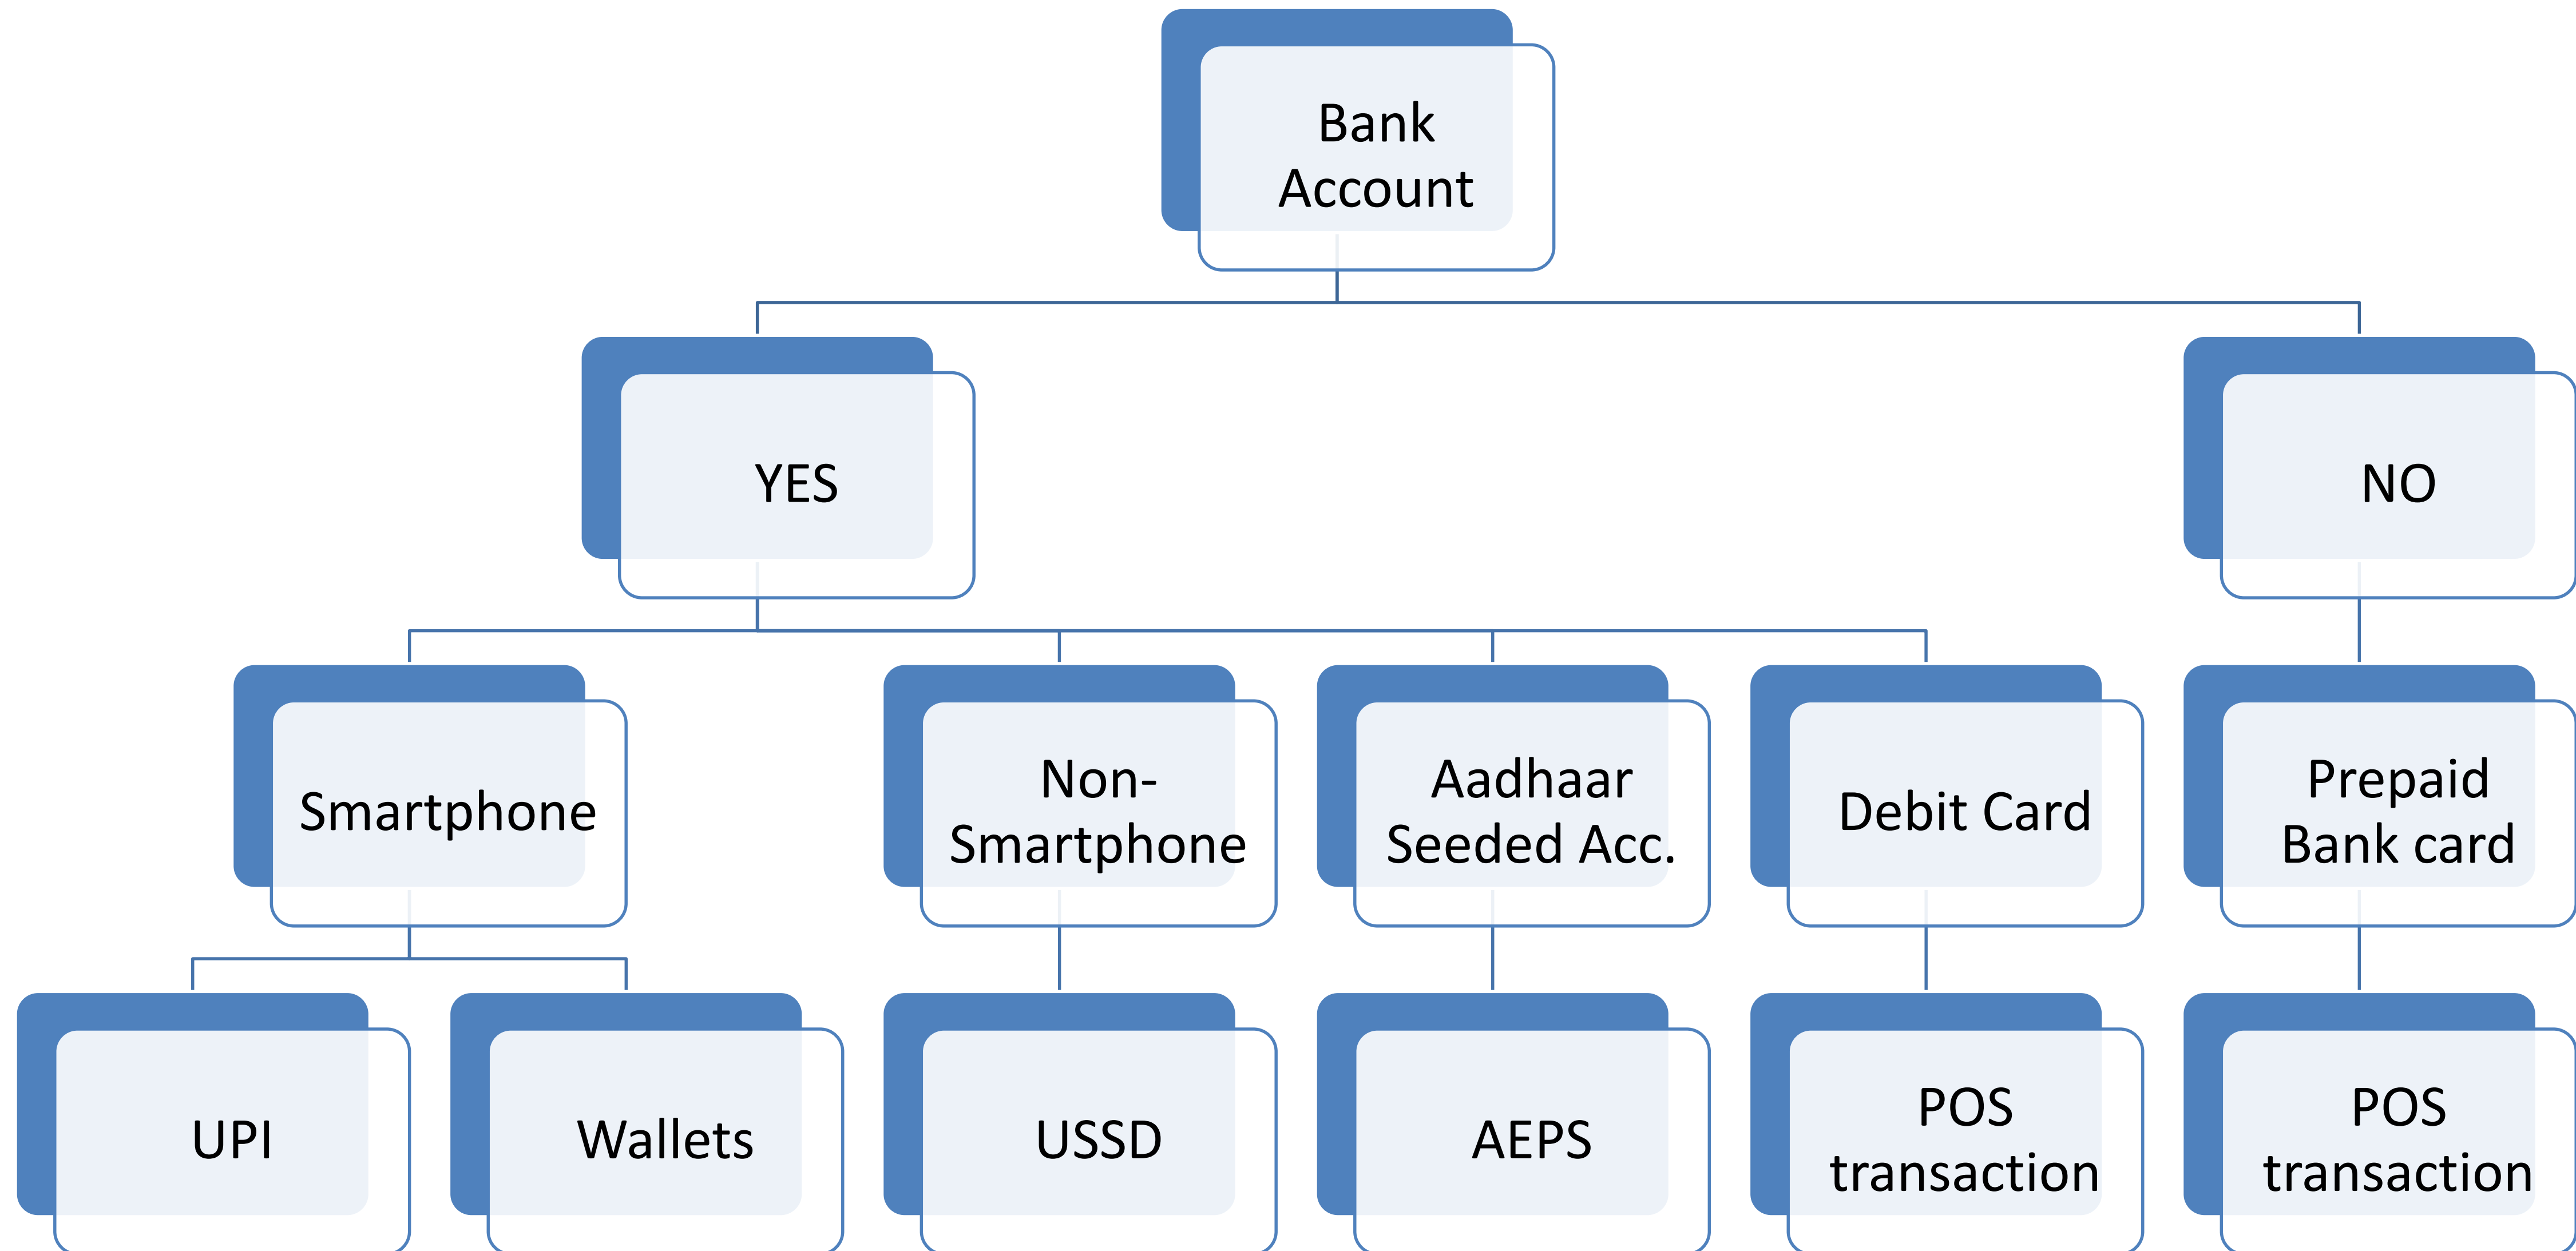 Bank
Account
YES
NO
Smartphone
Non-
Smartphone
Aadhaar
Seeded Acc.
Debit Card
Prepaid
Bank card
UPI
Wallets
USSD
AEPS
POS
transaction
POS
transaction